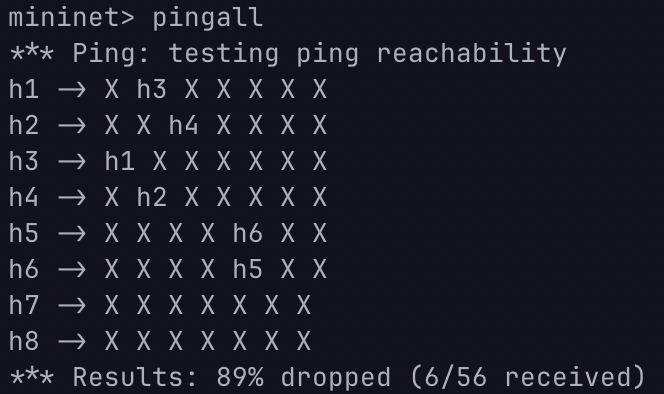 mininet> pingall
*** Ping: testing ping reachability
h1 -> X h3 X X X X X
h2 -> X X h4 X X X X
h3 -> h1 X X X X X X
h4 -> X h2 X X X X X
h5 -> X X X X h6 X X
h6 -> X X X X h5 X X
h7 -> X X X X X X X
h8 -> X X X X X X X
*** Results: 89% dropped (6/56 received)